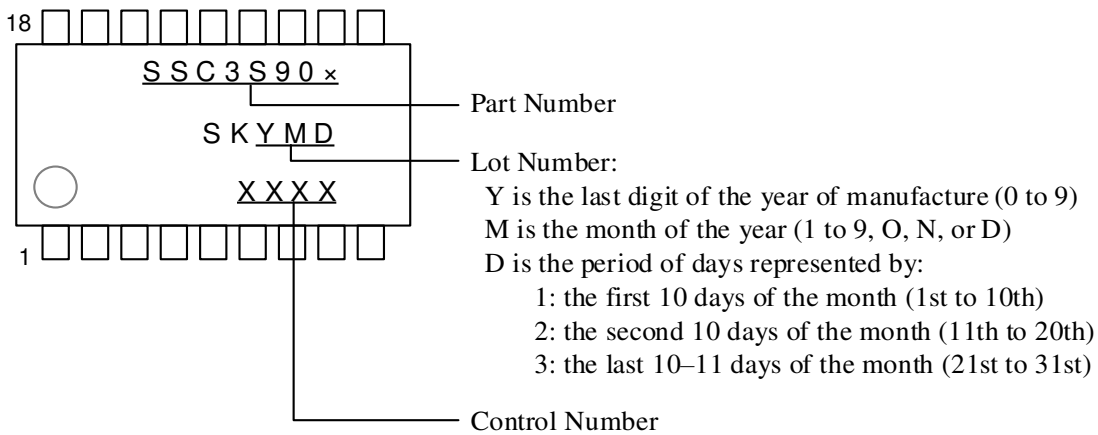 18
S S C 3 S 9 0 ×
Part Number
S K Y M D
Lot Number:
Y is the last digit of the year of manufacture (0 to 9)
M is the month of the year (1 to 9, O, N, or D)
D is the period of days represented by:
1: the first 10 days of the month (1st to 10th)
2: the second 10 days of the month (11th to 20th)
3: the last 10–11 days of the month (21st to 31st)
X X X X
1
Control Number